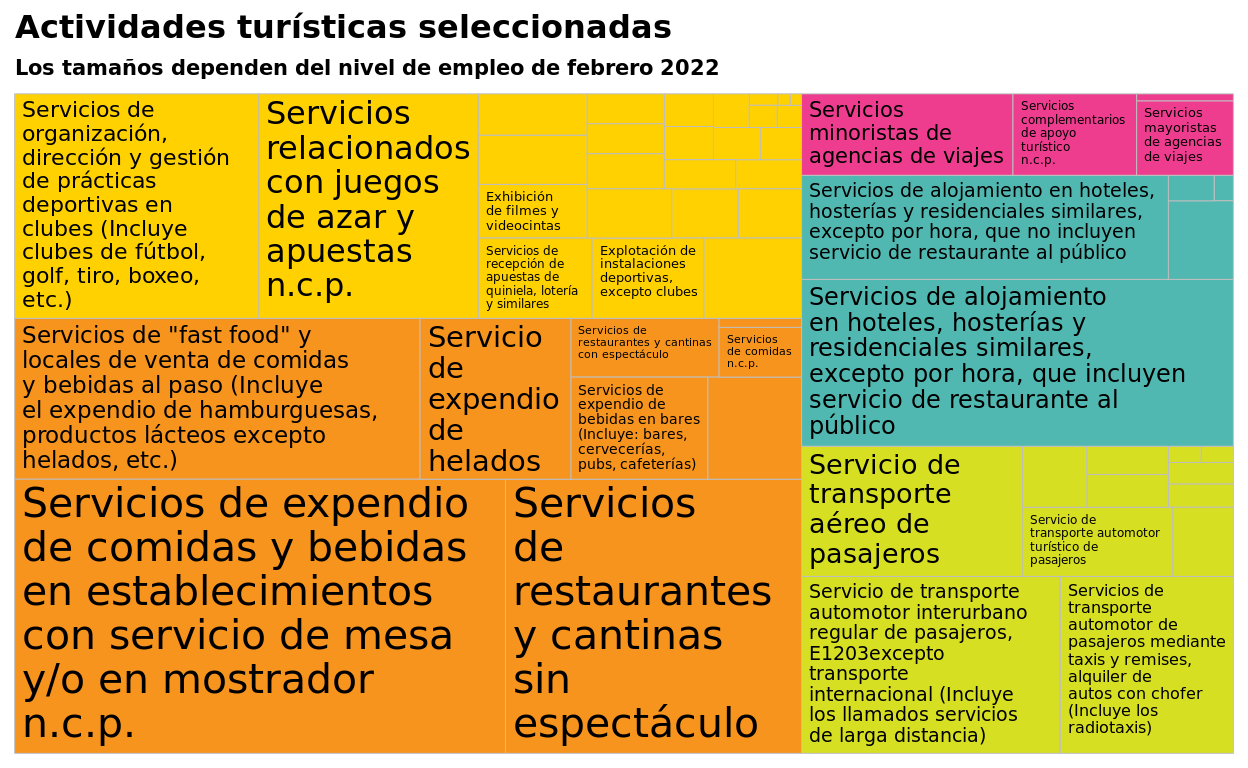 Actividades turísticas seleccionadas
Los tamaños dependen del nivel de empleo de febrero 2022
Servicios de
organización,
dirección y gestión
de prácticas
deportivas en
clubes (Incluye
clubes de fútbol,
golf, tiro, boxeo,
etc.)
Servicios
relacionados
con juegos
de azar y
apuestas
n.c.p.
Exhibición
de filmes y
videocintas
Servicios de
recepción de
apuestas de
quiniela, lotería
y similares
Explotación de
instalaciones
deportivas,
excepto clubes
Servicios de "fast food" y
locales de venta de comidas
y bebidas al paso (Incluye
el expendio de hamburguesas,
productos lácteos excepto
helados, etc.)
Servicio
de
expendio
de
helados
Servicios de
restaurantes y cantinas
con espectáculo
Servicios
de comidas
n.c.p.
Servicios de
expendio de
bebidas en bares
(Incluye: bares,
cervecerías,
pubs, cafeterías)
Servicios de expendio
de comidas y bebidas
en establecimientos
con servicio de mesa
y/o en mostrador
n.c.p.
Servicios
de
restaurantes
y cantinas
sin
espectáculo
Servicios
minoristas de
agencias de viajes
Servicios
complementarios
de apoyo
turístico
n.c.p.
Servicios
mayoristas
de agencias
de viajes
Servicios de alojamiento en hoteles,
hosterías y residenciales similares,
excepto por hora, que no incluyen
servicio de restaurante al público
Servicios de alojamiento
en hoteles, hosterías y
residenciales similares,
excepto por hora, que incluyen
servicio de restaurante al
público
Servicio de
transporte
aéreo de
pasajeros
Servicio de
transporte automotor
turístico de
pasajeros
Servicio de transporte
automotor interurbano
regular de pasajeros,
E1203excepto
transporte
internacional (Incluye
los llamados servicios
de larga distancia)
Servicios de
transporte
automotor de
pasajeros mediante
taxis y remises,
alquiler de
autos con chofer
(Incluye los
radiotaxis)